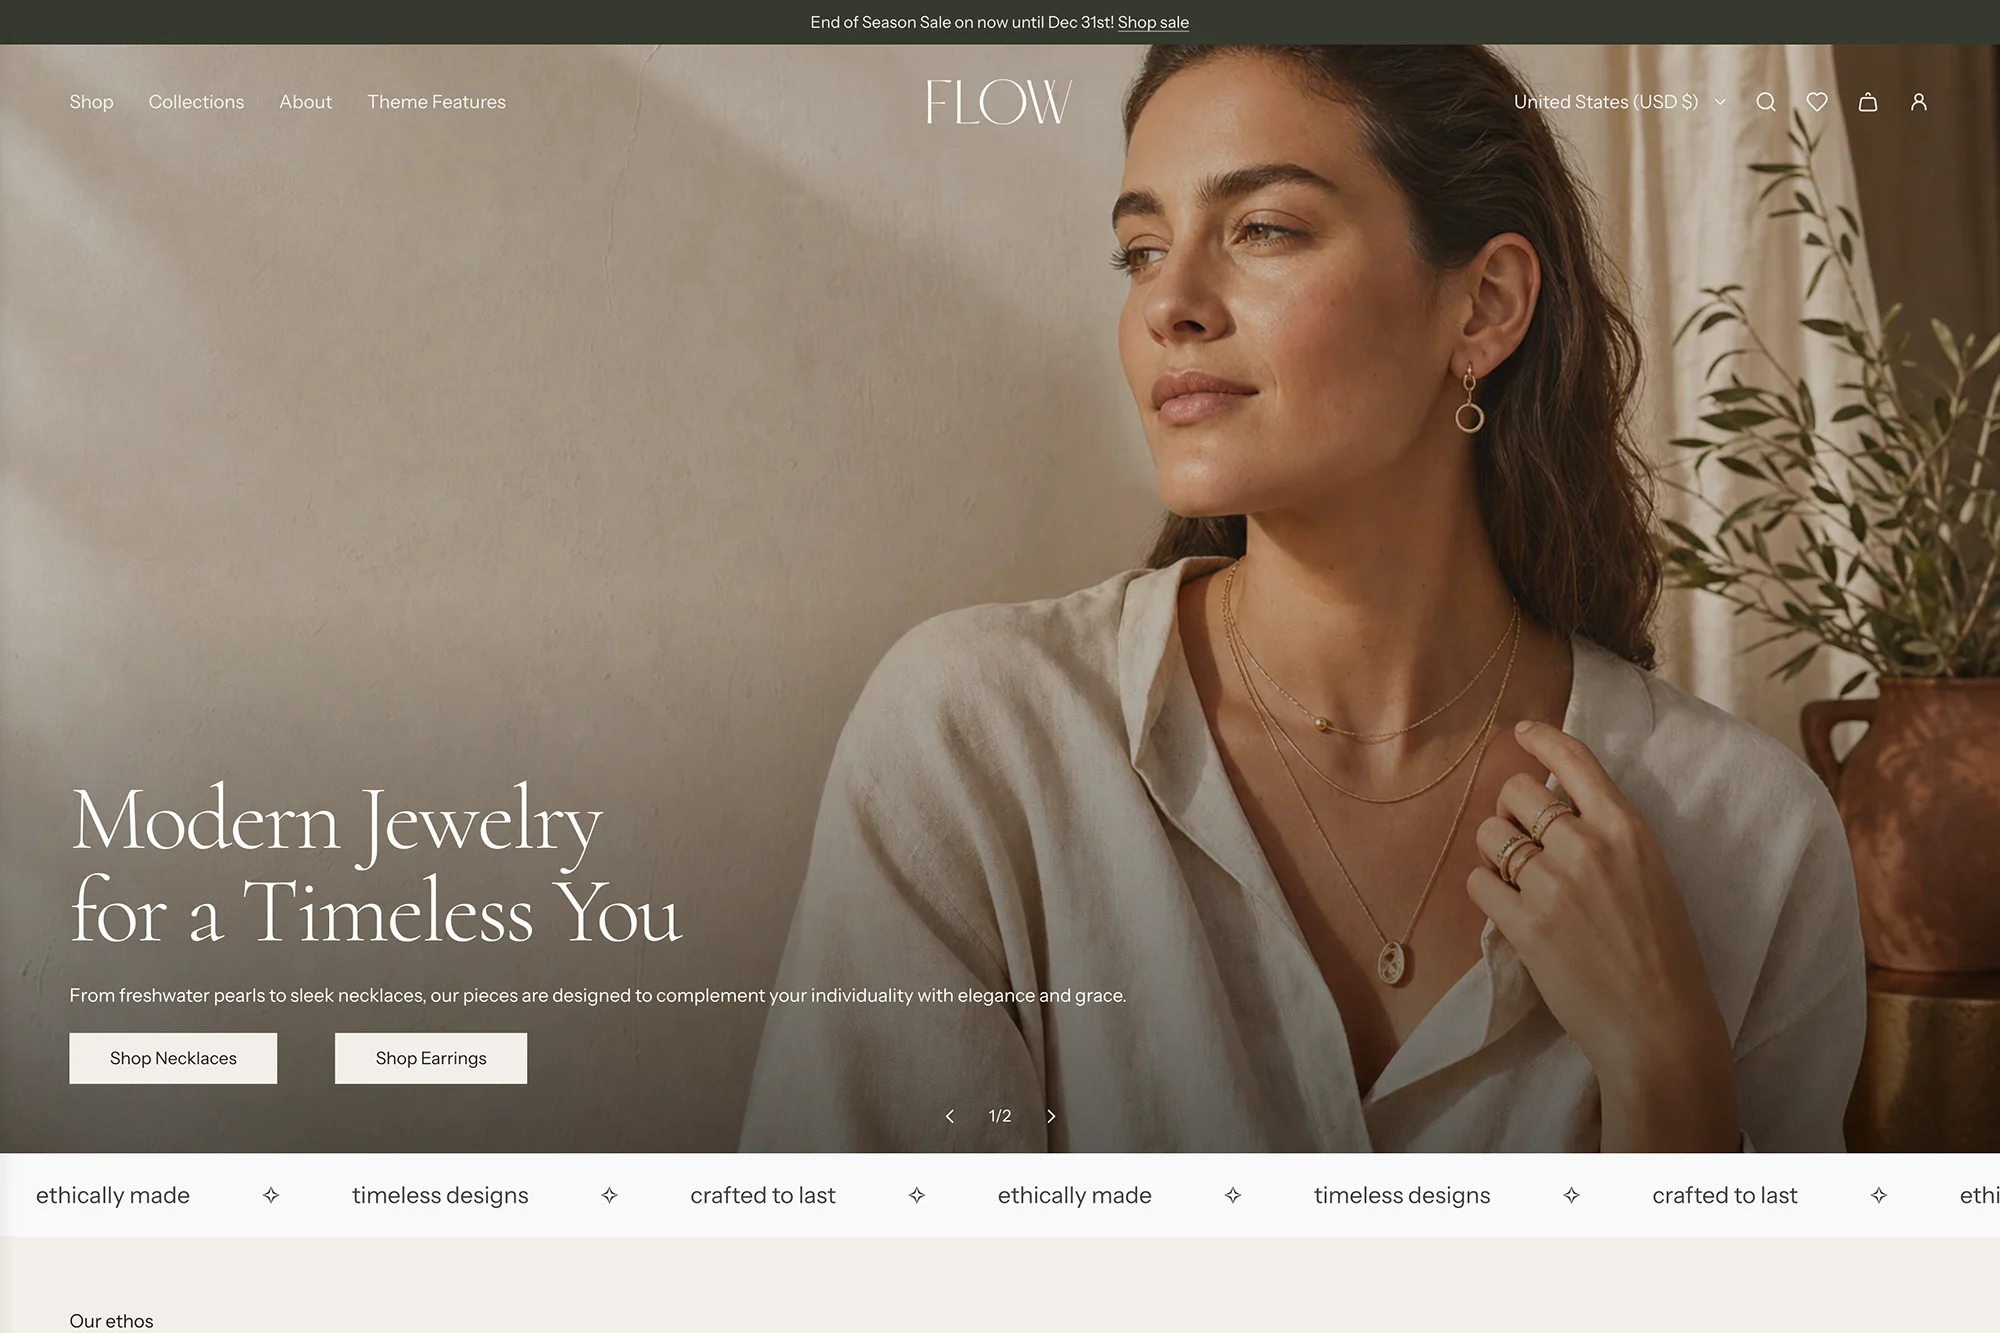 End of Season Sale on now until Dec 31st! Shop sale
Shop Collections About Theme Features
FLOW
United States (USD $)
Modern Jewelry
for a Timeless You
From freshwater pearls to sleek necklaces, our pieces are designed to complement your individuality with elegance and grace.
Shop Necklaces Shop Earrings
1/2
ethically made timeless designs crafted to last ethically made timeless designs crafted to last ethi
Our ethos